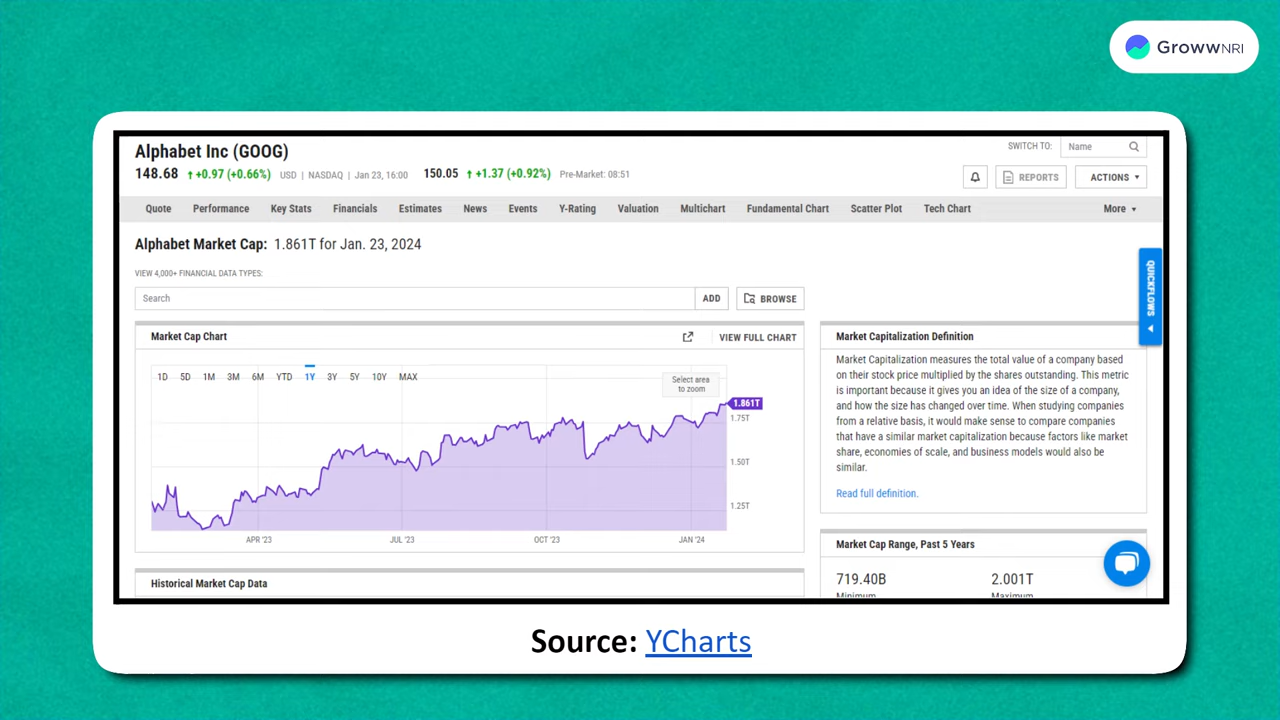 GrowwNRI
Alphabet Inc (GOOG)
SWITCH TO: Name
148.68 ↑ +0.97 (+0.66%) USD | NASDAQ | Jan 23, 16:00 150.05 ↑ +1.37 (+0.92%) Pre-Market: 08:51
REPORTS ACTIONS
Quote Performance Key Stats Financials Estimates News Events Y-Rating Valuation Multichart Fundamental Chart Scatter Plot Tech Chart More
Alphabet Market Cap: 1.861T for Jan. 23, 2024
VIEW 4,000+ FINANCIAL DATA TYPES:
Search ADD BROWSE
QUICKFLOWS
Market Cap Chart VIEW FULL CHART
1D 5D 1M 3M 6M YTD 1Y 3Y 5Y 10Y MAX
Select area
to zoom
1.861T
1.75T
1.50T
1.25T
APR '23 JUL '23 OCT '23 JAN '24
Historical Market Cap Data
Market Capitalization Definition
Market Capitalization measures the total value of a company based
on their stock price multiplied by the shares outstanding. This metric
is important because it gives you an idea of the size of a company,
and how the size has changed over time. When studying companies
from a relative basis, it would make sense to compare companies
that have a similar market capitalization because factors like market
share, economies of scale, and business models would also be
similar.
Read full definition.
Market Cap Range, Past 5 Years
719.40B 2.001T
Minimum Maximum
Source: YCharts